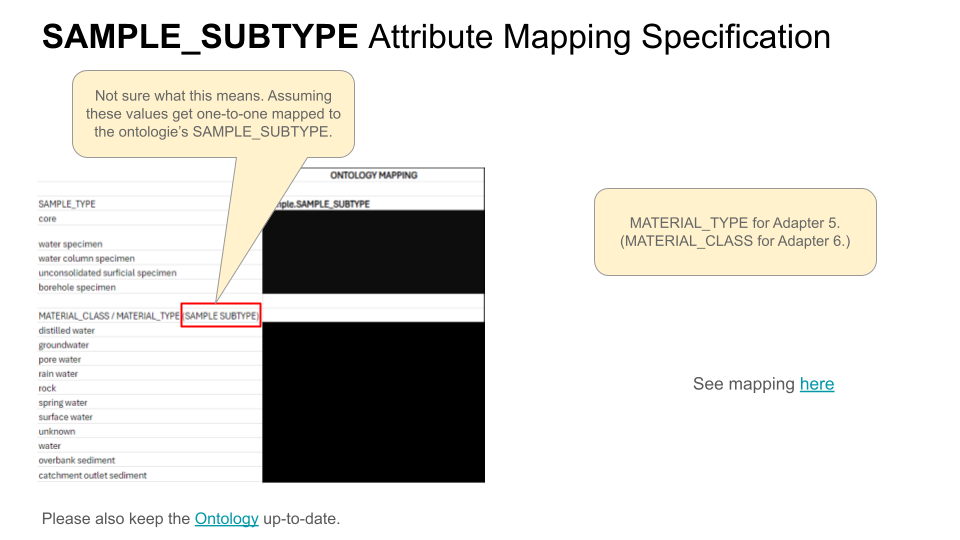 SAMPLE_SUBTYPE Attribute Mapping Specification
Not sure what this means. Assuming
these values get one-to-one mapped to
the ontologie's SAMPLE_SUBTYPE.
ONTOLOGY MAPPING
SAMPLE_TYPE
ple.SAMPLE_SUBTYPE
core
water specimen
water column specimen
unconsolidated surficial specimen
borehole specimen
MATERIAL_CLASS / MATERIAL_TYPE (SAMPLE SUBTYPE)
distilled water
groundwater
pore water
rain water
rock
spring water
surface water
unknown
water
overbank sediment
catchment outlet sediment
MATERIAL_TYPE for Adapter 5.
(MATERIAL_CLASS for Adapter 6.)
See mapping here
Please also keep the Ontology up-to-date.